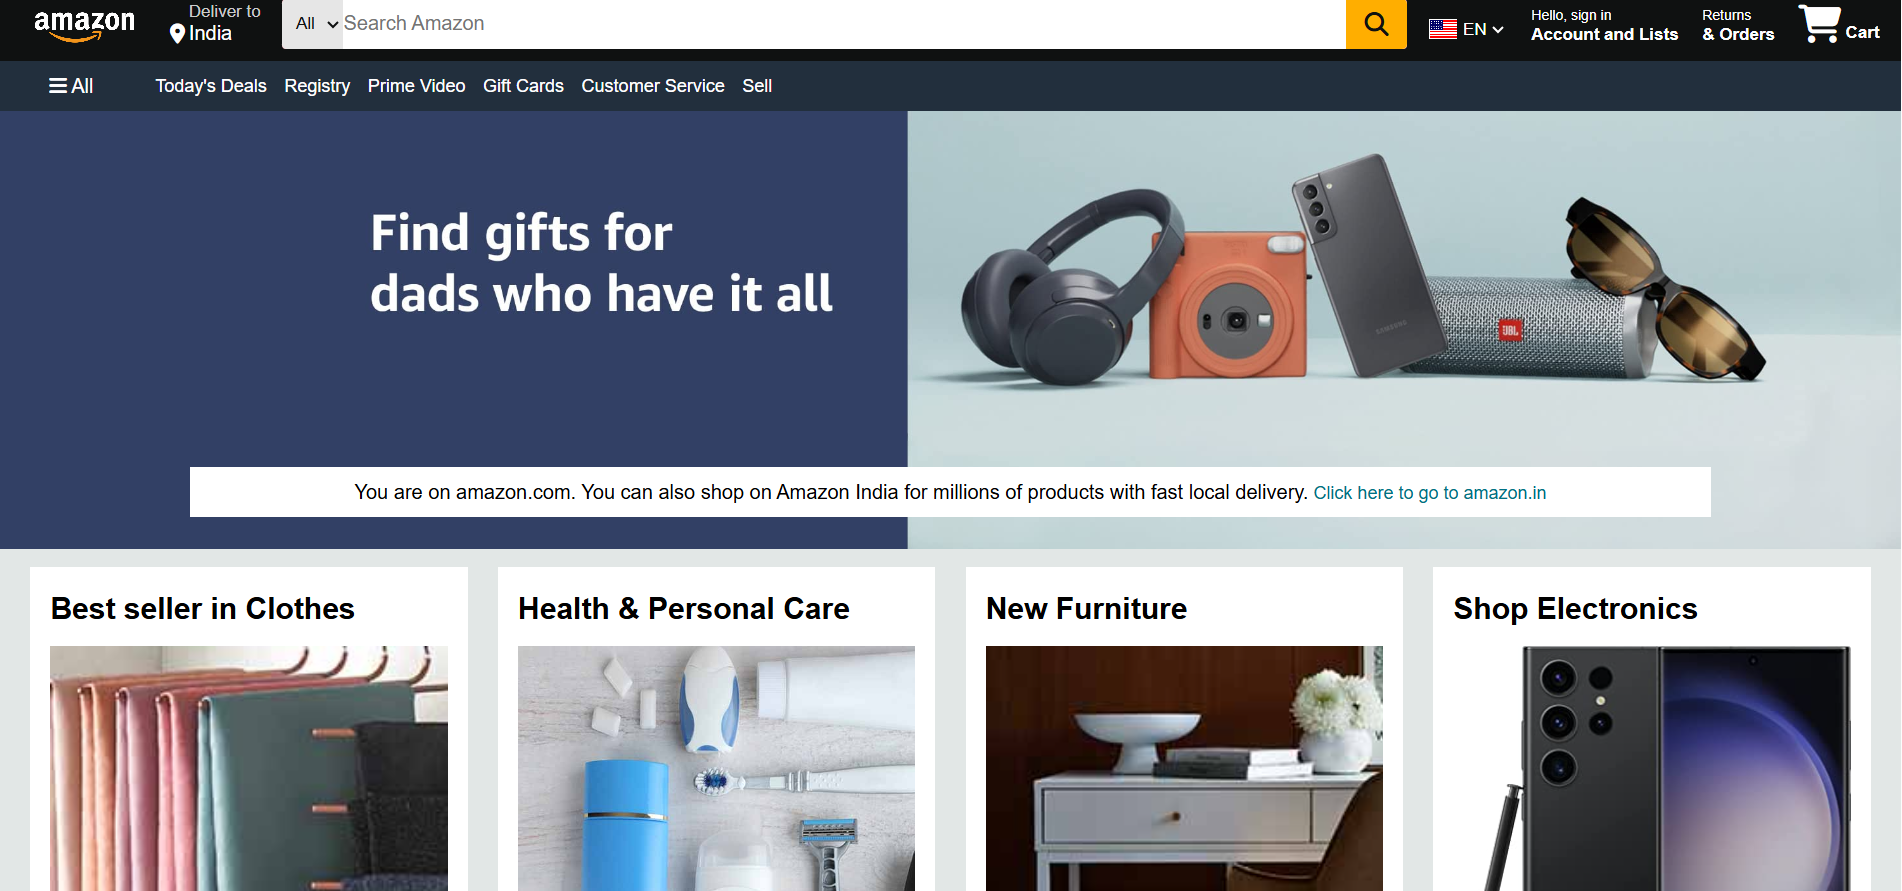 amazon
Deliver to
India
All
Search Amazon
EN
Hello, sign in
Account and Lists
Returns
& Orders
Cart
All
Today's Deals
Registry
Prime Video
Gift Cards
Customer Service
Sell
Find gifts for
dads who have it all
SAMSUNG
JBL
You are on amazon.com. You can also shop on Amazon India for millions of products with fast local delivery. Click here to go to amazon.in
Best seller in Clothes
Health & Personal Care
New Furniture
Shop Electronics